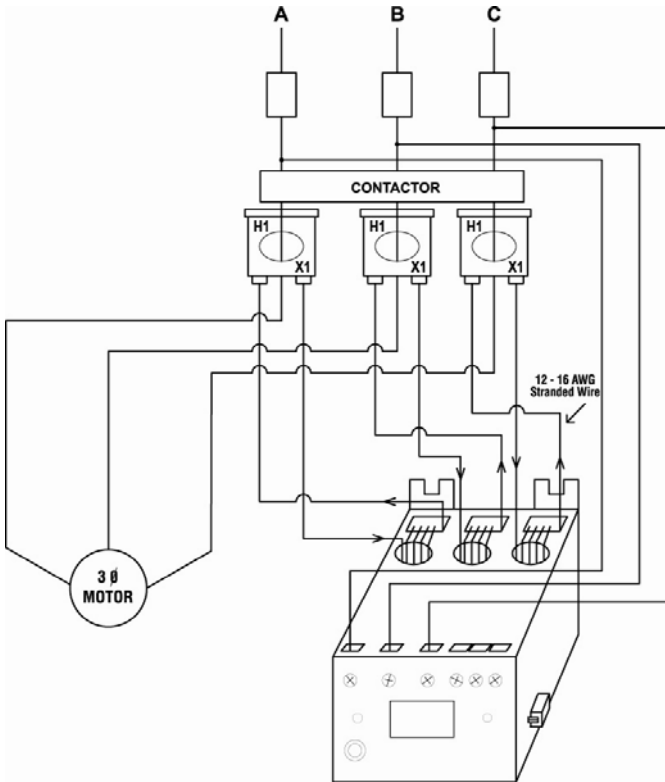 A B C
CONTACTOR
H1 H1 H1
X1 X1 X1
12 - 16 AWG
Stranded Wire
3 Ø
MOTOR